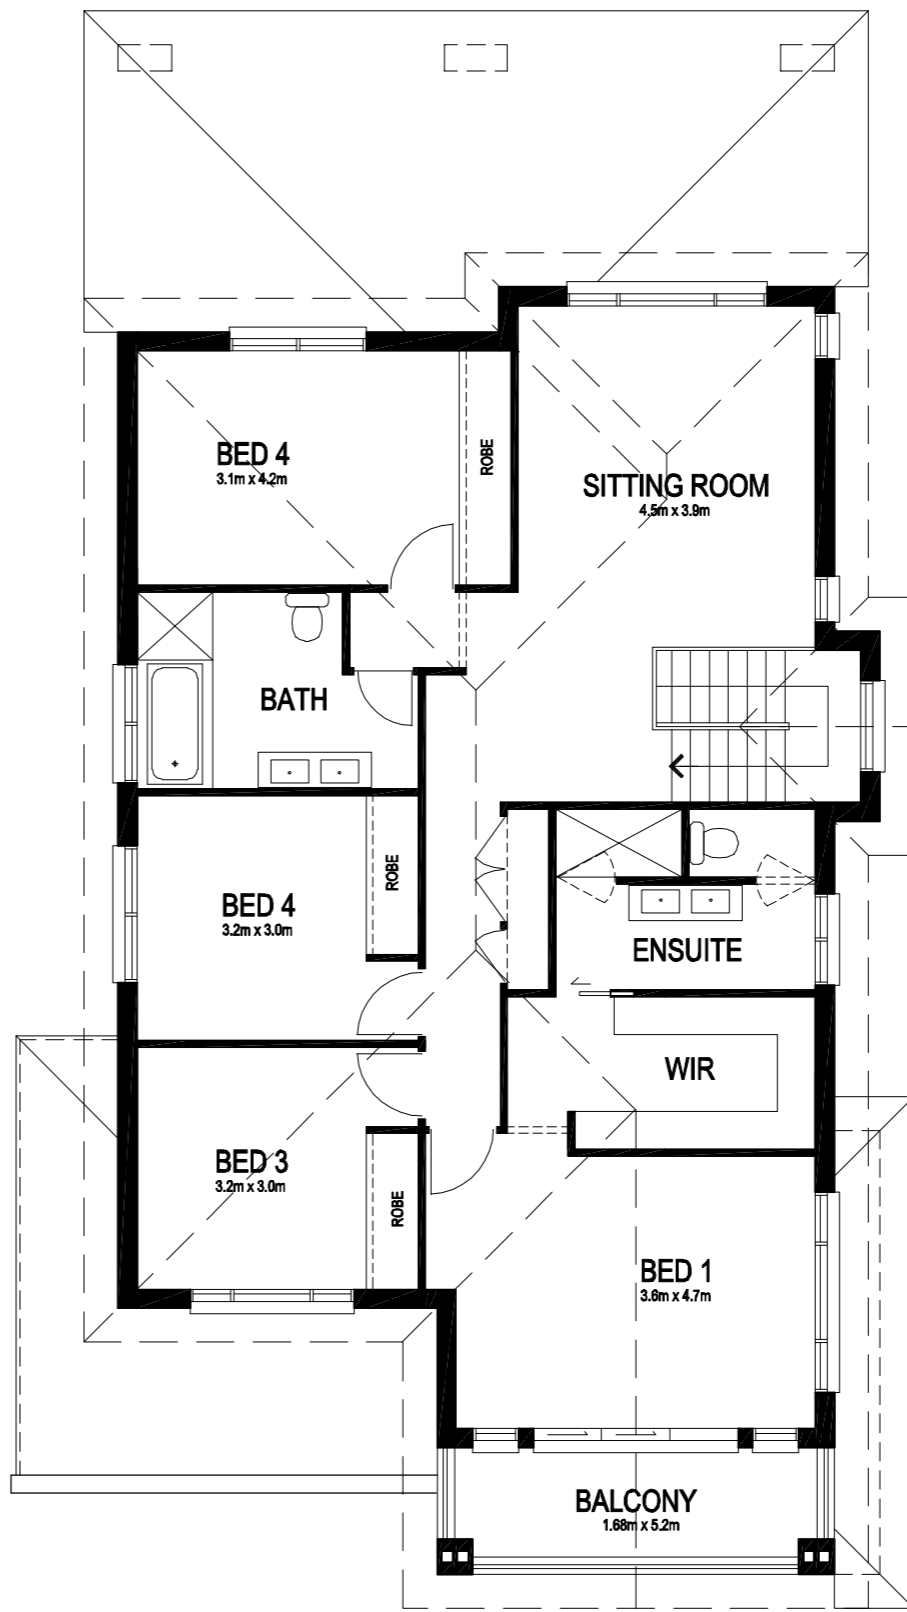 BED 4
3.1m x 4.2m
ROBE
SITTING ROOM
4.5m x 3.9m
BATH
BED 4
3.2m x 3.0m
ROBE
ENSUITE
WIR
BED 3
3.2m x 3.0m
ROBE
BED 1
3.6m x 4.7m
BALCONY
1.68m x 5.2m